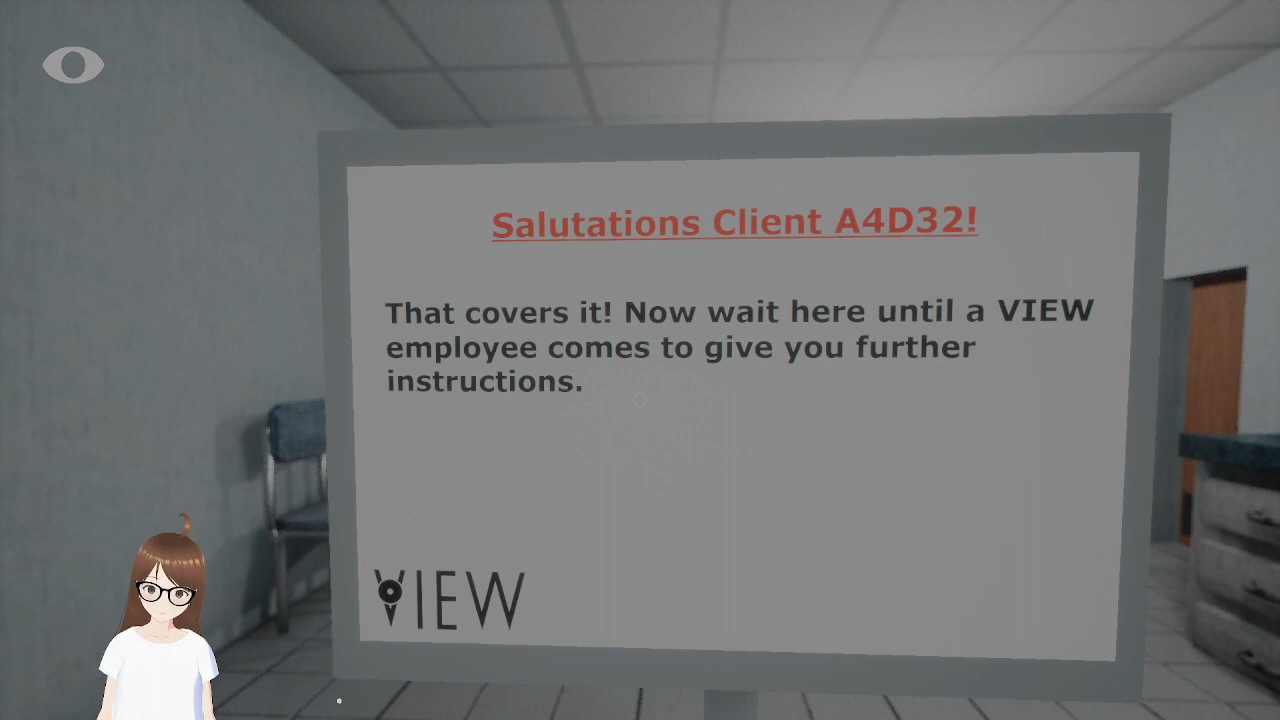 Salutations Client A4D32!
That covers it! Now wait here until a VIEW
employee comes to give you further
instructions.
VIEW